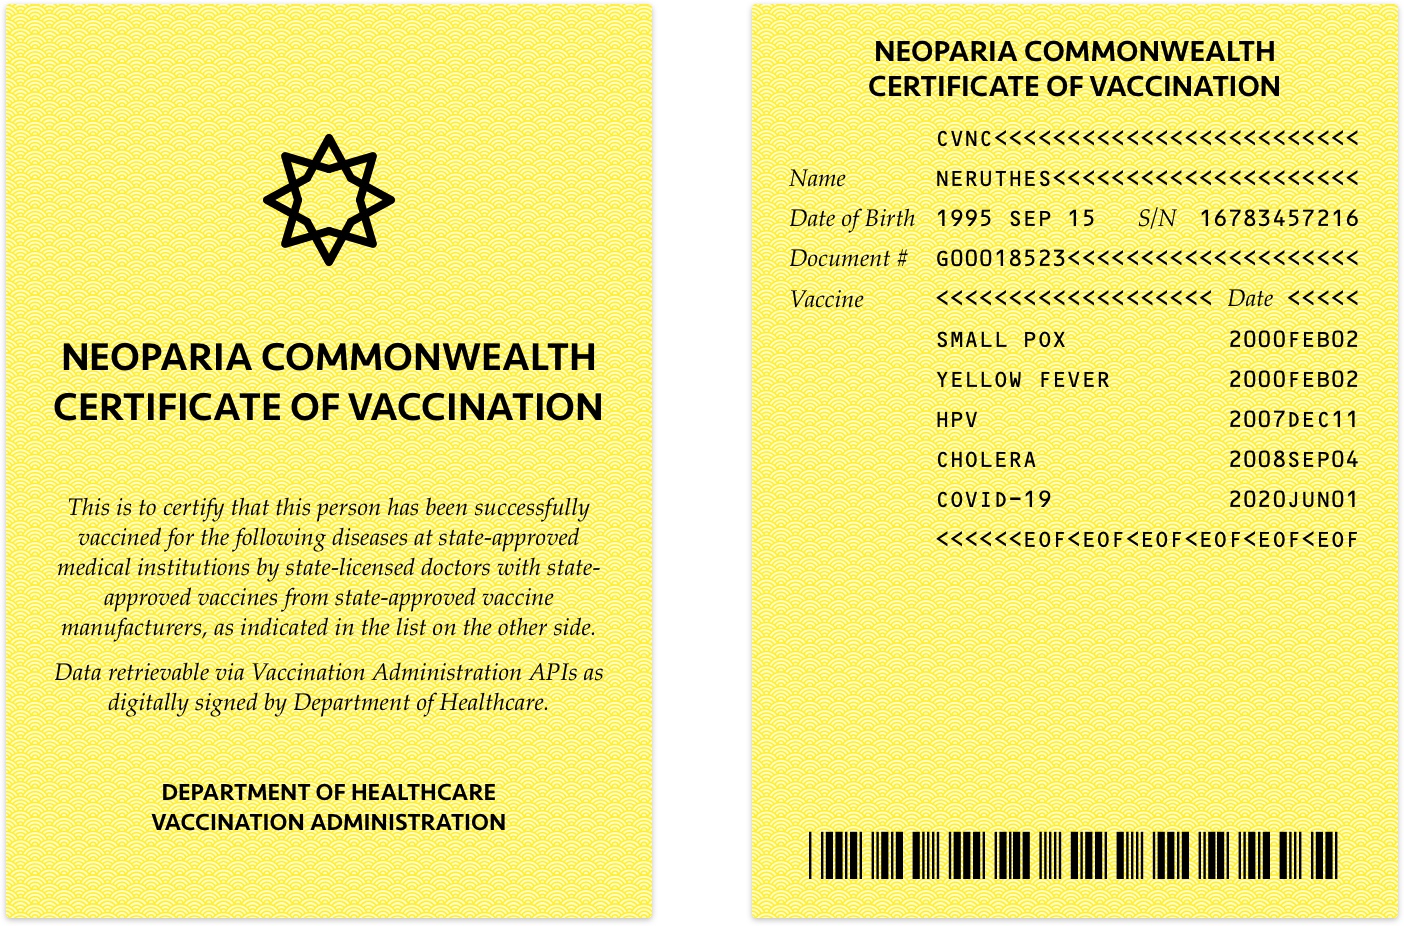 NEOPARIA COMMONWEALTH
CERTIFICATE OF VACCINATION
This is to certify that this person has been successfully
vaccined for the following diseases at state-approved
medical institutions by state-licensed doctors with state-
approved vaccines from state-approved vaccine
manufacturers, as indicated in the list on the other side.
Data retrievable via Vaccination Administration APIs as
digitally signed by Department of Healthcare.
DEPARTMENT OF HEALTHCARE
VACCINATION ADMINISTRATION
NEOPARIA COMMONWEALTH
CERTIFICATE OF VACCINATION
CVNC<<<<<<<<<<<<<<<<<<<<<<<<<
Name NERUTHES<<<<<<<<<<<<<<<<<<<<<
Date of Birth 1995 SEP 15 S/N 16783457216
Document # G00018523<<<<<<<<<<<<<<<<<<<<
Vaccine <<<<<<<<<<<<<<<<<<< Date <<<<<
SMALL POX 2000FEB02
YELLOW FEVER 2000FEB02
HPV 2007DEC11
CHOLERA 2008SEP04
COVID-19 2020JUN01
<<<<<<EOF<EOF<EOF<EOF<EOF<EOF